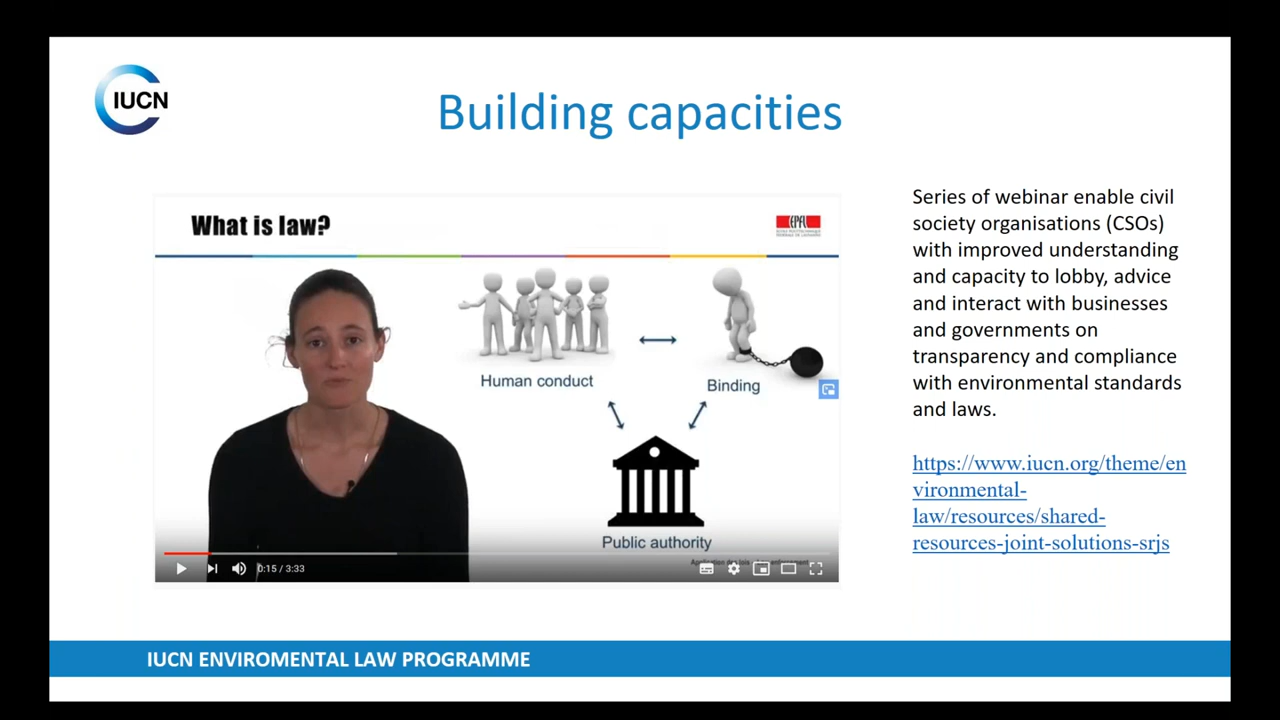 IUCN
Building capacities
What is law?
EPFL
Human conduct
Binding
Public authority
0:15 / 3:33
Series of webinar enable civil
society organisations (CSOs)
with improved understanding
and capacity to lobby, advice
and interact with businesses
and governments on
transparency and compliance
with environmental standards
and laws.
https://www.iucn.org/theme/en
vironmental-
law/resources/shared-
resources-joint-solutions-srjs
IUCN ENVIROMENTAL LAW PROGRAMME